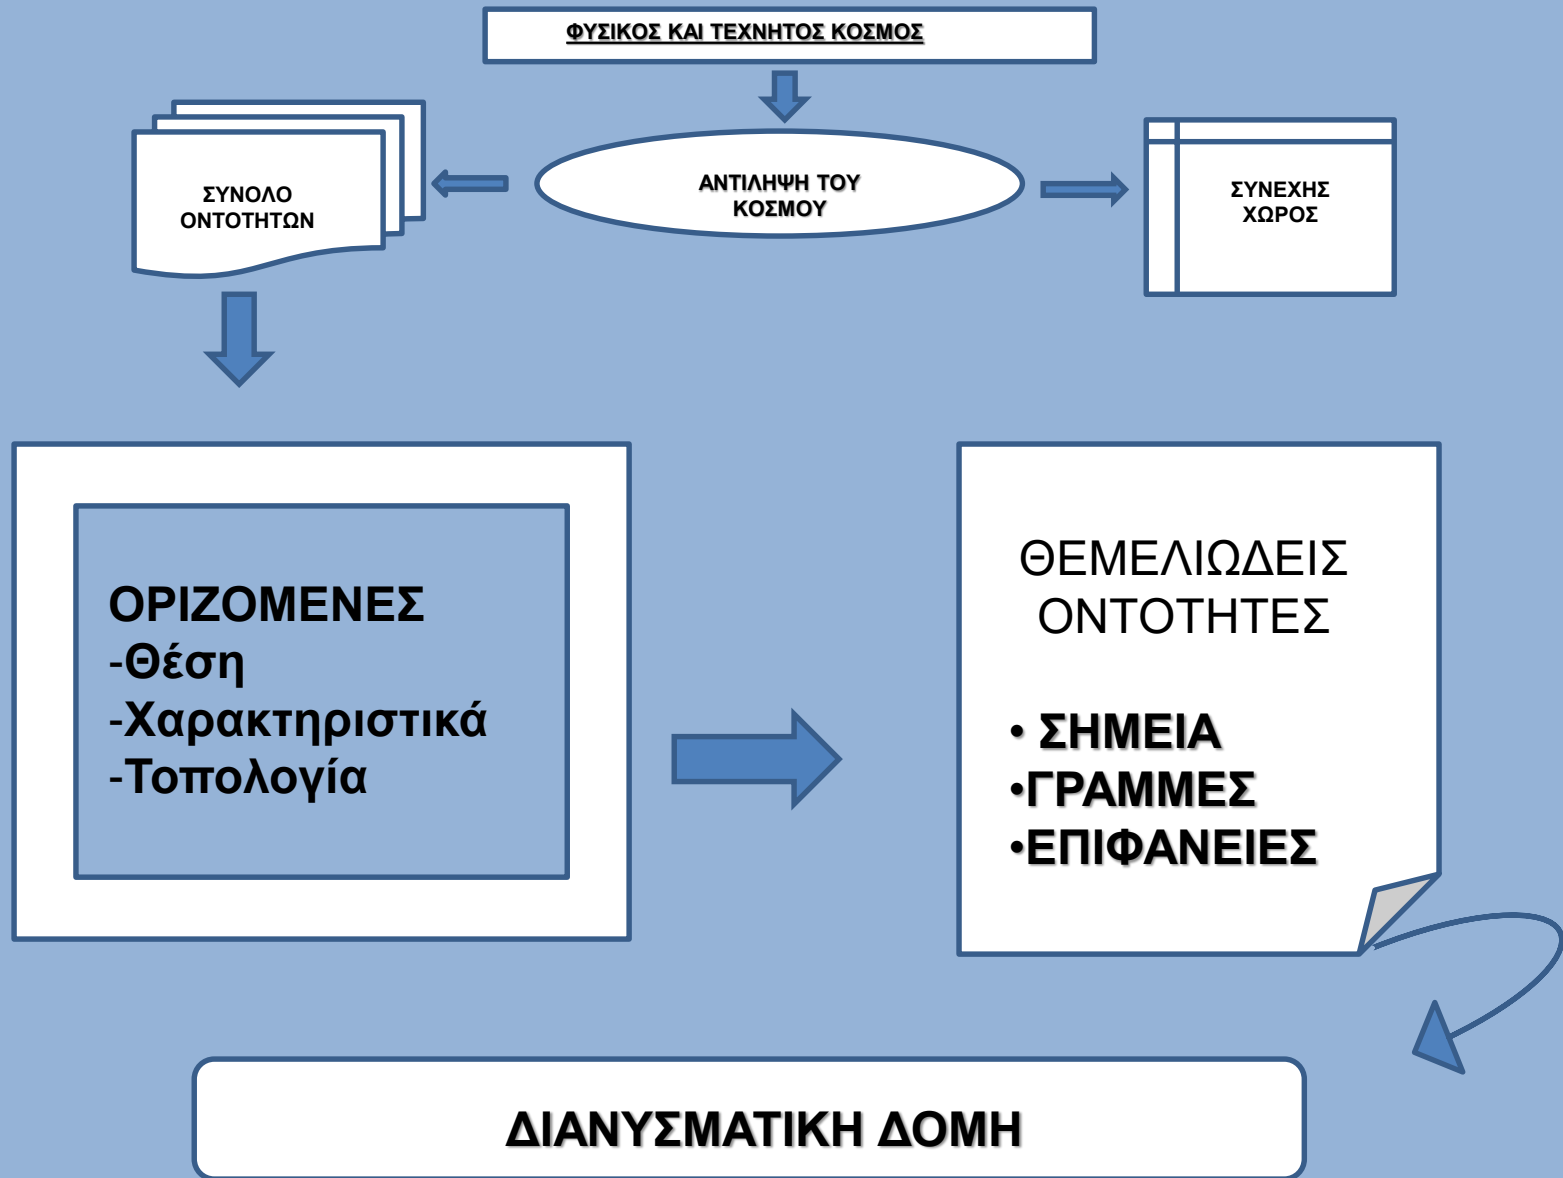 ΦΥΣΙΚΟΣ ΚΑΙ ΤΕΧΝΗΤΟΣ ΚΟΣΜΟΣ
ΣΥΝΟΛΟ
ΟΝΤΟΤΗΤΩΝ
ΑΝΤΙΛΗΨΗ ΤΟΥ
ΚΟΣΜΟΥ
ΣΥΝΕΧΗΣ
ΧΩΡΟΣ
ΟΡΙΖΟΜΕΝΕΣ
-Θέση
-Χαρακτηριστικά
-Τοπολογία
ΘΕΜΕΛΙΩΔΕΙΣ
ΟΝΤΟΤΗΤΕΣ
• ΣΗΜΕΙΑ
•ΓΡΑΜΜΕΣ
•ΕΠΙΦΑΝΕΙΕΣ
ΔΙΑΝΥΣΜΑΤΙΚΗ ΔΟΜΗ